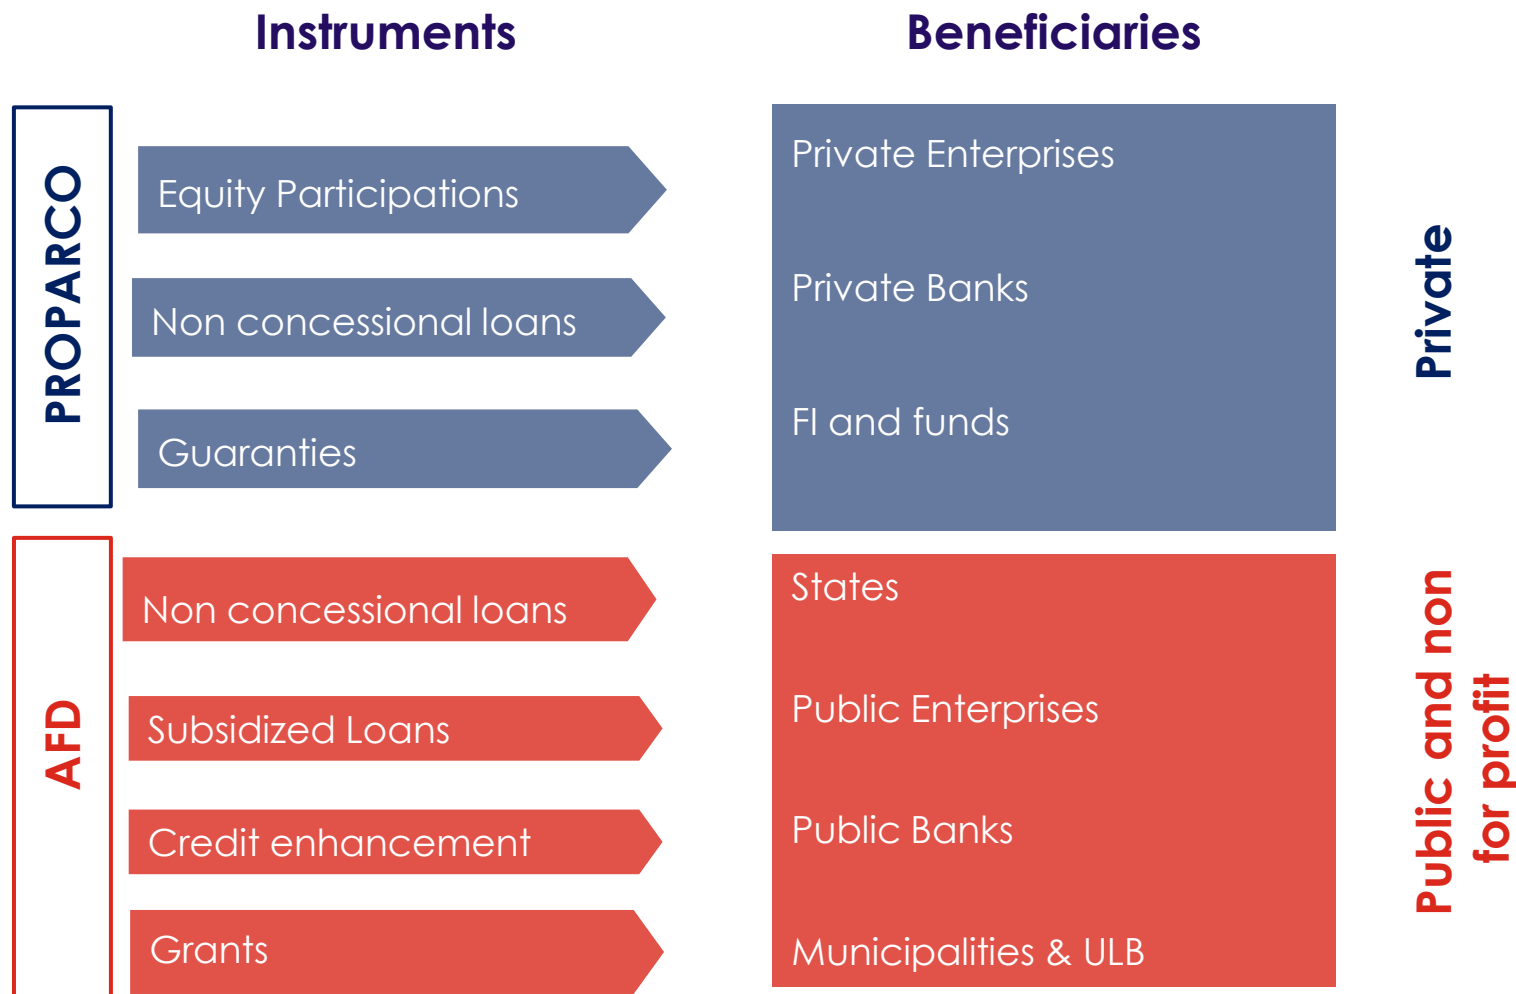 Instruments
Beneficiaries
PROPARCO
Equity Participations
Non concessional loans
Guaranties
Private Enterprises
Private Banks
FI and funds
Private
AFD
Non concessional loans
Subsidized Loans
Credit enhancement
Grants
States
Public Enterprises
Public Banks
Municipalities & ULB
Public and non
for profit